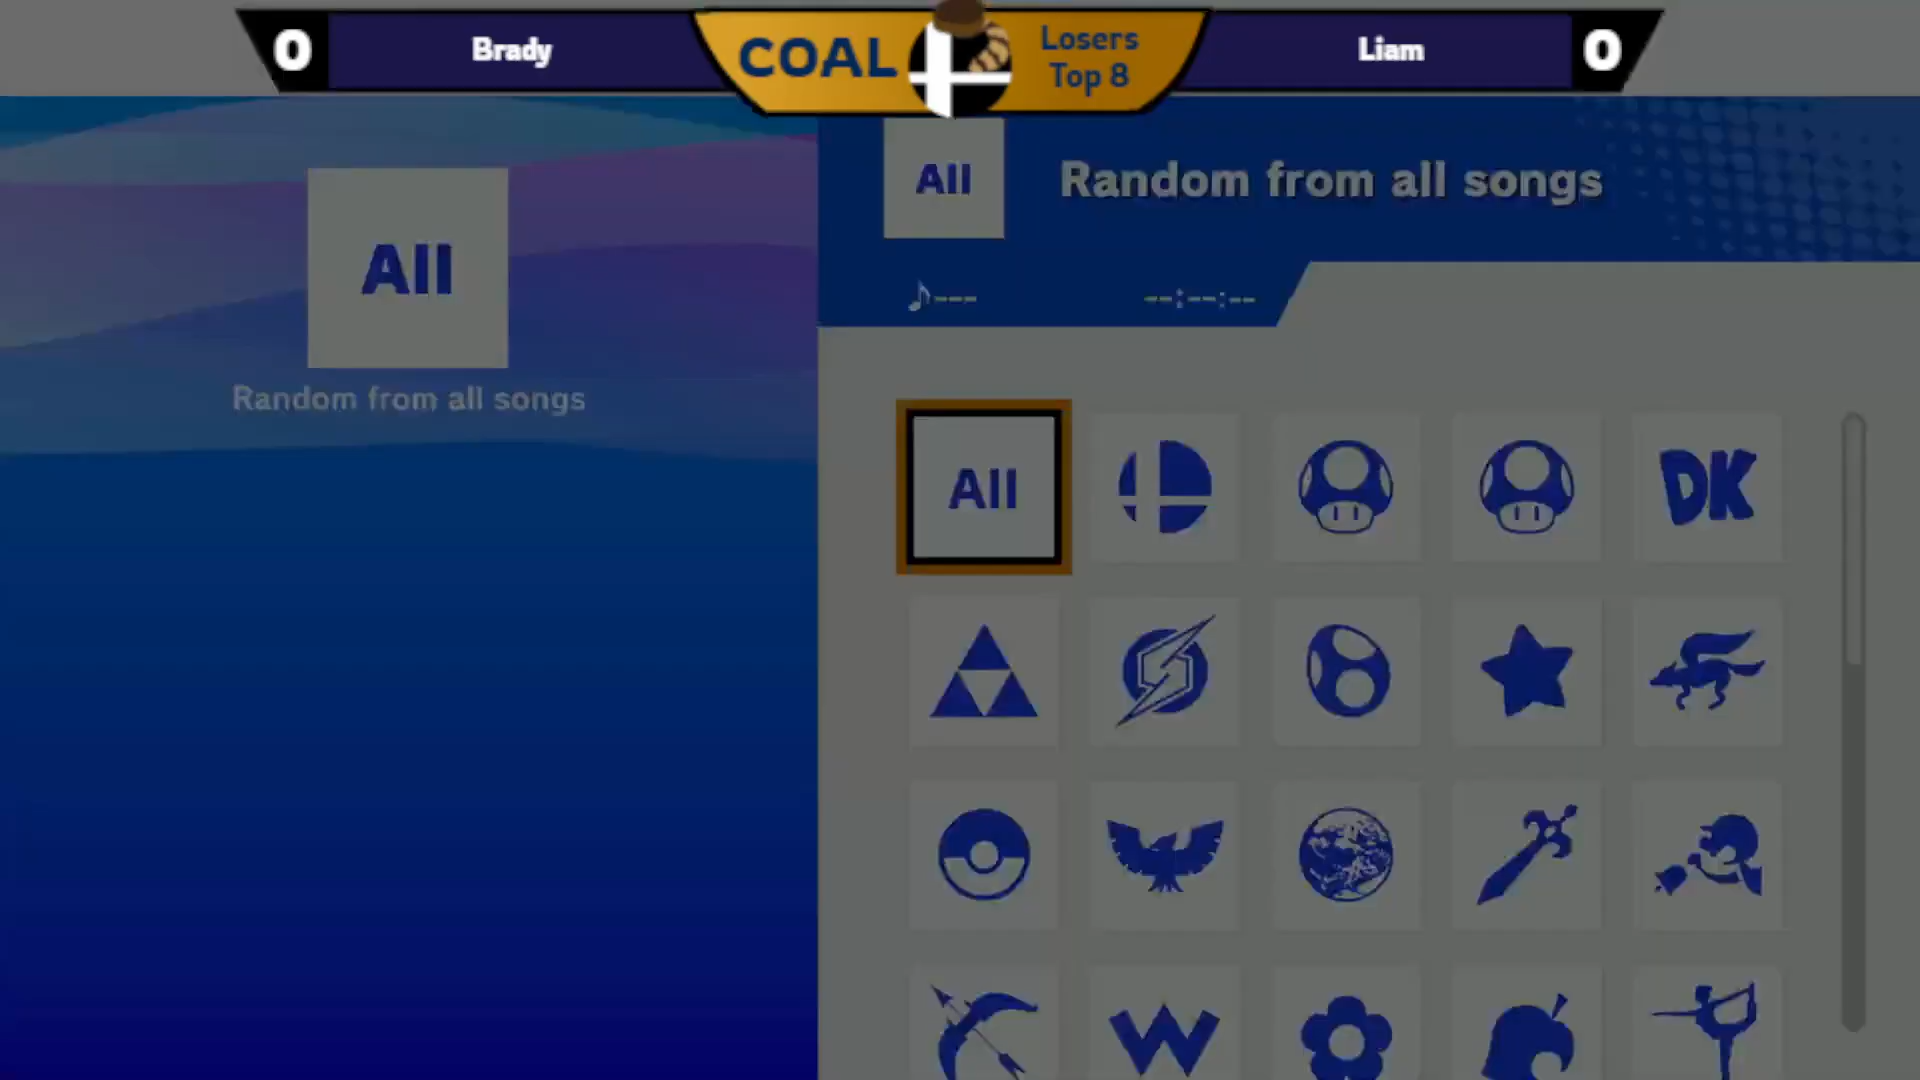 0
Brady
COAL
Losers
Top 8
Liam
0
All
Random from all songs
All
Random from all songs
♪---
--:--:--
All
DK